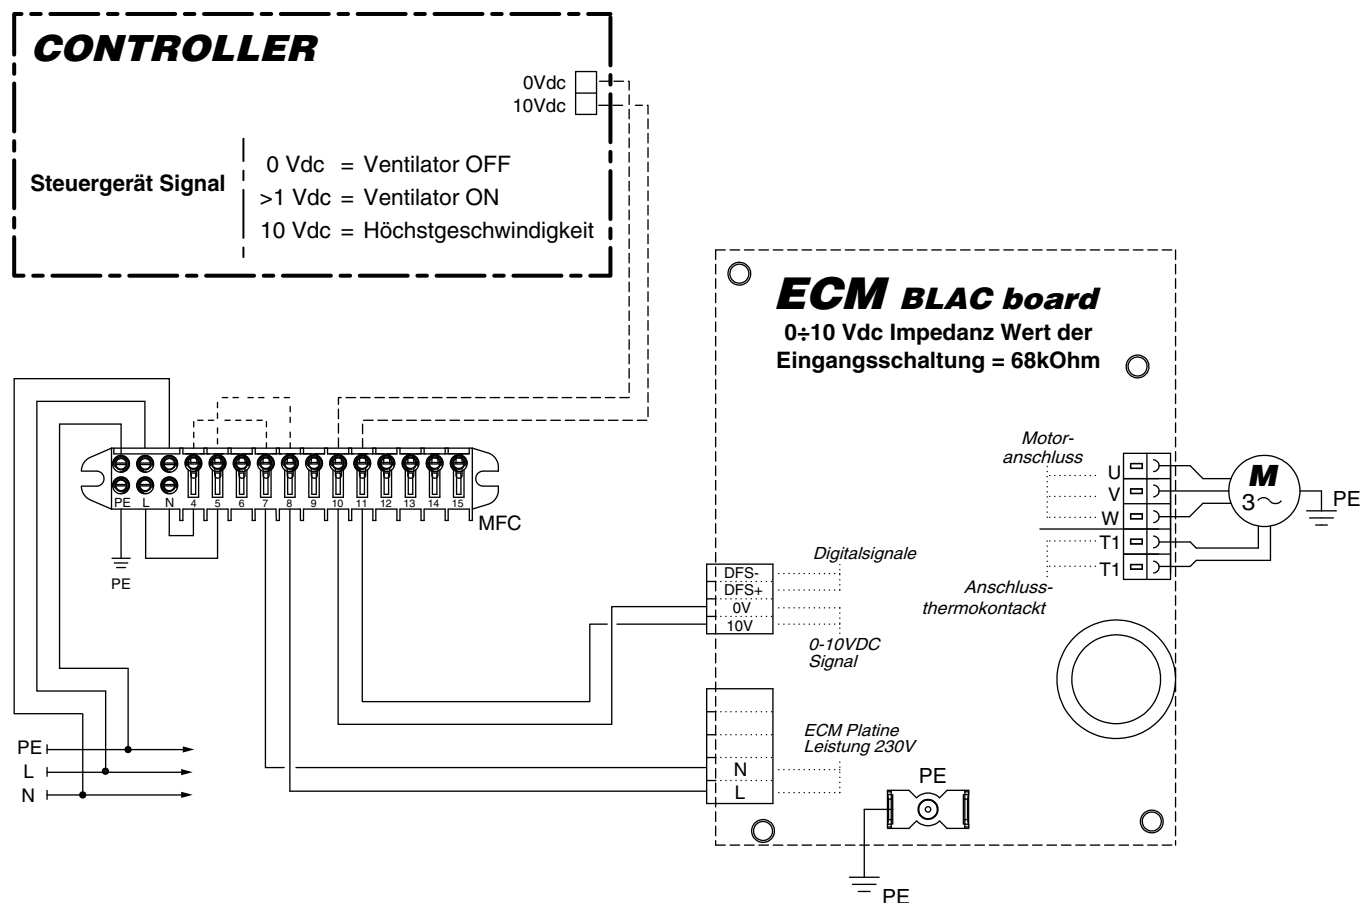 CONTROLLER
0Vdc
10Vdc
Steuergerät Signal
0 Vdc = Ventilator OFF
>1 Vdc = Ventilator ON
10 Vdc = Höchstgeschwindigkeit
ECM BLAC board
0÷10 Vdc Impedanz Wert der
Eingangsschaltung = 68kOhm
Motor-
anschluss
U
V
W
T1
T1
M
3~
PE
Anschluss-
thermokontackt
PE L N 4 5 6 7 8 9 10 11 12 13 14 15
MFC
PE
Digitalsignale
DFS-
DFS+
0V
10V
0-10VDC
Signal
ECM Platine
Leistung 230V
N
L
PE
PE
PE
L
N